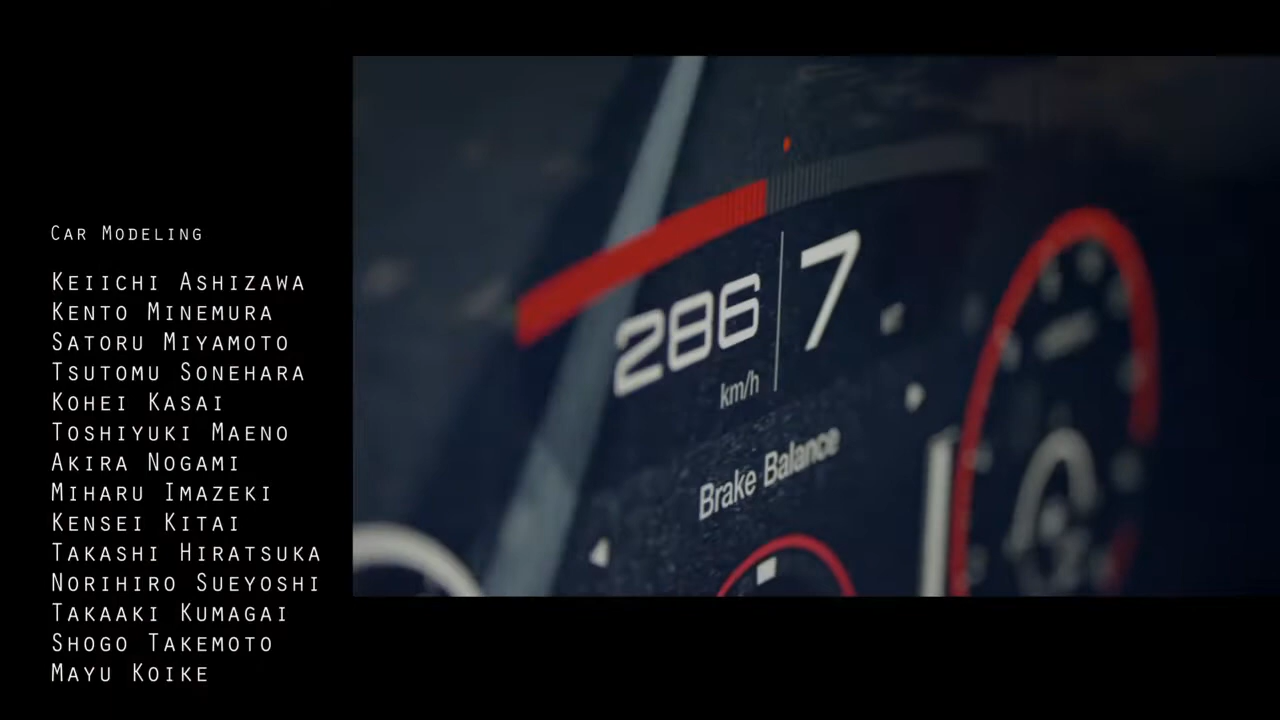 Car Modeling
Keiichi Ashizawa
Kento Minemura
Satoru Miyamoto
Tsutomu Sonehara
Kohei Kasai
Toshiyuki Maeno
Akira Nogami
Miharu Imazeki
Kensei Kitai
Takashi Hiratsuka
Norihiro Sueyoshi
Takaaki Kumagai
Shogo Takemoto
Mayu Koike
286 7
km/h
Brake Balance